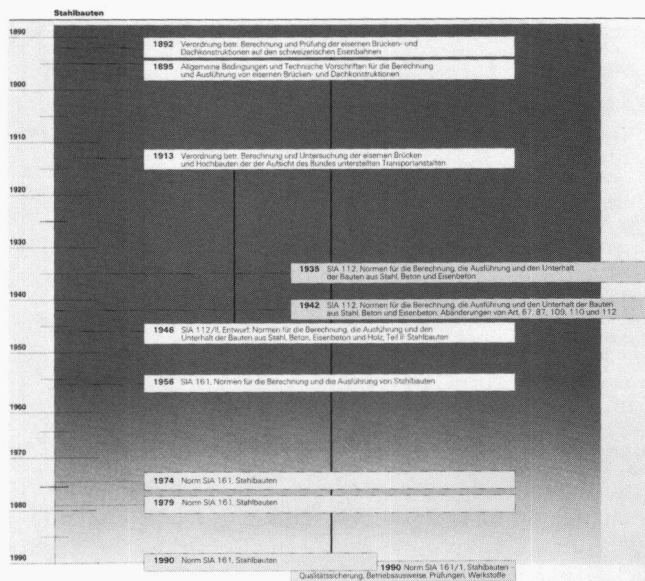 Stahlbauten
1890
1892 Verordnung betr. Berechnung und Prüfung der eisernen Brücken- und
Dachkonstruktionen auf den schweizerischen Eisenbahnen
1895 Allgemeine Bedingungen und Technische Vorschriften für die Berechnung
und Ausführung von eisernen Brücken- und Dachkonstruktionen
1900
1910
1913 Verordnung betr. Berechnung und Untersuchung der eisernen Brücken
und Hochbauten der der Aufsicht des Bundes unterstellten Transportanstalten
1920
1930
1935 SIA 112, Normen für die Berechnung, die Ausführung und den Unterhalt
der Bauten aus Stahl, Beton und Eisenbeton
1940
1942 SIA 112, Normen für die Berechnung, die Ausführung und den Unterhalt der Bauten
aus Stahl, Beton und Eisenbeton, Abänderungen von Art. 67, 87, 109, 110 und 112
1946 SIA 112/II, Entwurf: Normen für die Berechnung, die Ausführung und den
Unterhalt der Bauten aus Stahl, Beton, Eisenbeton und Holz, Teil II: Stahlbauten
1950
1956 SIA 161, Normen für die Berechnung und die Ausführung von Stahlbauten
1960
1970
1974 Norm SIA 161, Stahlbauten
1979 Norm SIA 161, Stahlbauten
1980
1990
1990 Norm SIA 161, Stahlbauten
1990 Norm SIA 161/1, Stahlbauten -
Qualitätssicherung, Betriebsausweise, Prüfungen, Werkstoffe